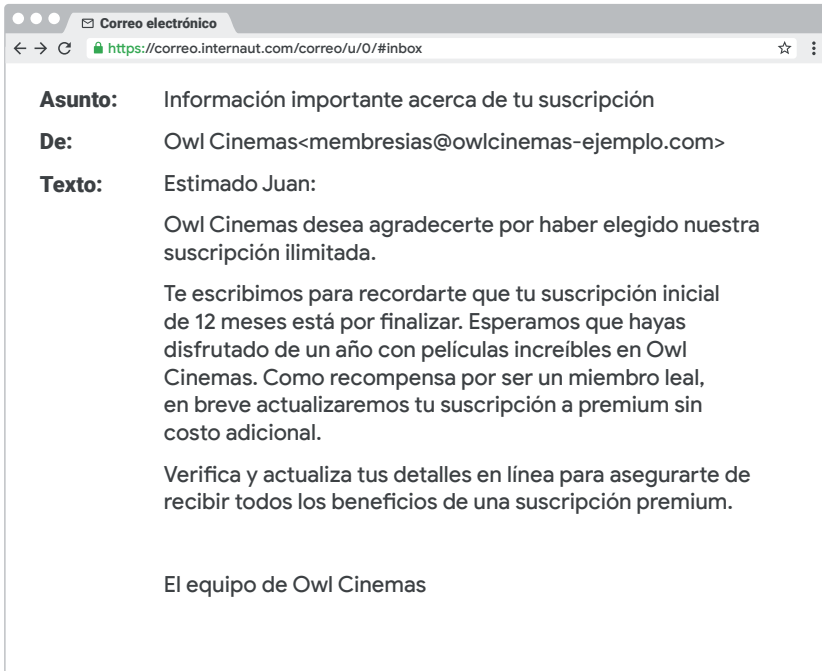 Correo electrónico
https://correo.internaut.com/correo/u/0/#inbox
Asunto: Información importante acerca de tu suscripción
De: Owl Cinemas<membresias@owlcinemas-ejemplo.com>
Texto: Estimado Juan:
Owl Cinemas desea agradecerte por haber elegido nuestra
suscripción ilimitada.
Te escribimos para recordarte que tu suscripción inicial
de 12 meses está por finalizar. Esperamos que hayas
disfrutado de un año con películas increíbles en Owl
Cinemas. Como recompensa por ser un miembro leal,
en breve actualizaremos tu suscripción a premium sin
costo adicional.
Verifica y actualiza tus detalles en línea para asegurarte de
recibir todos los beneficios de una suscripción premium.
El equipo de Owl Cinemas